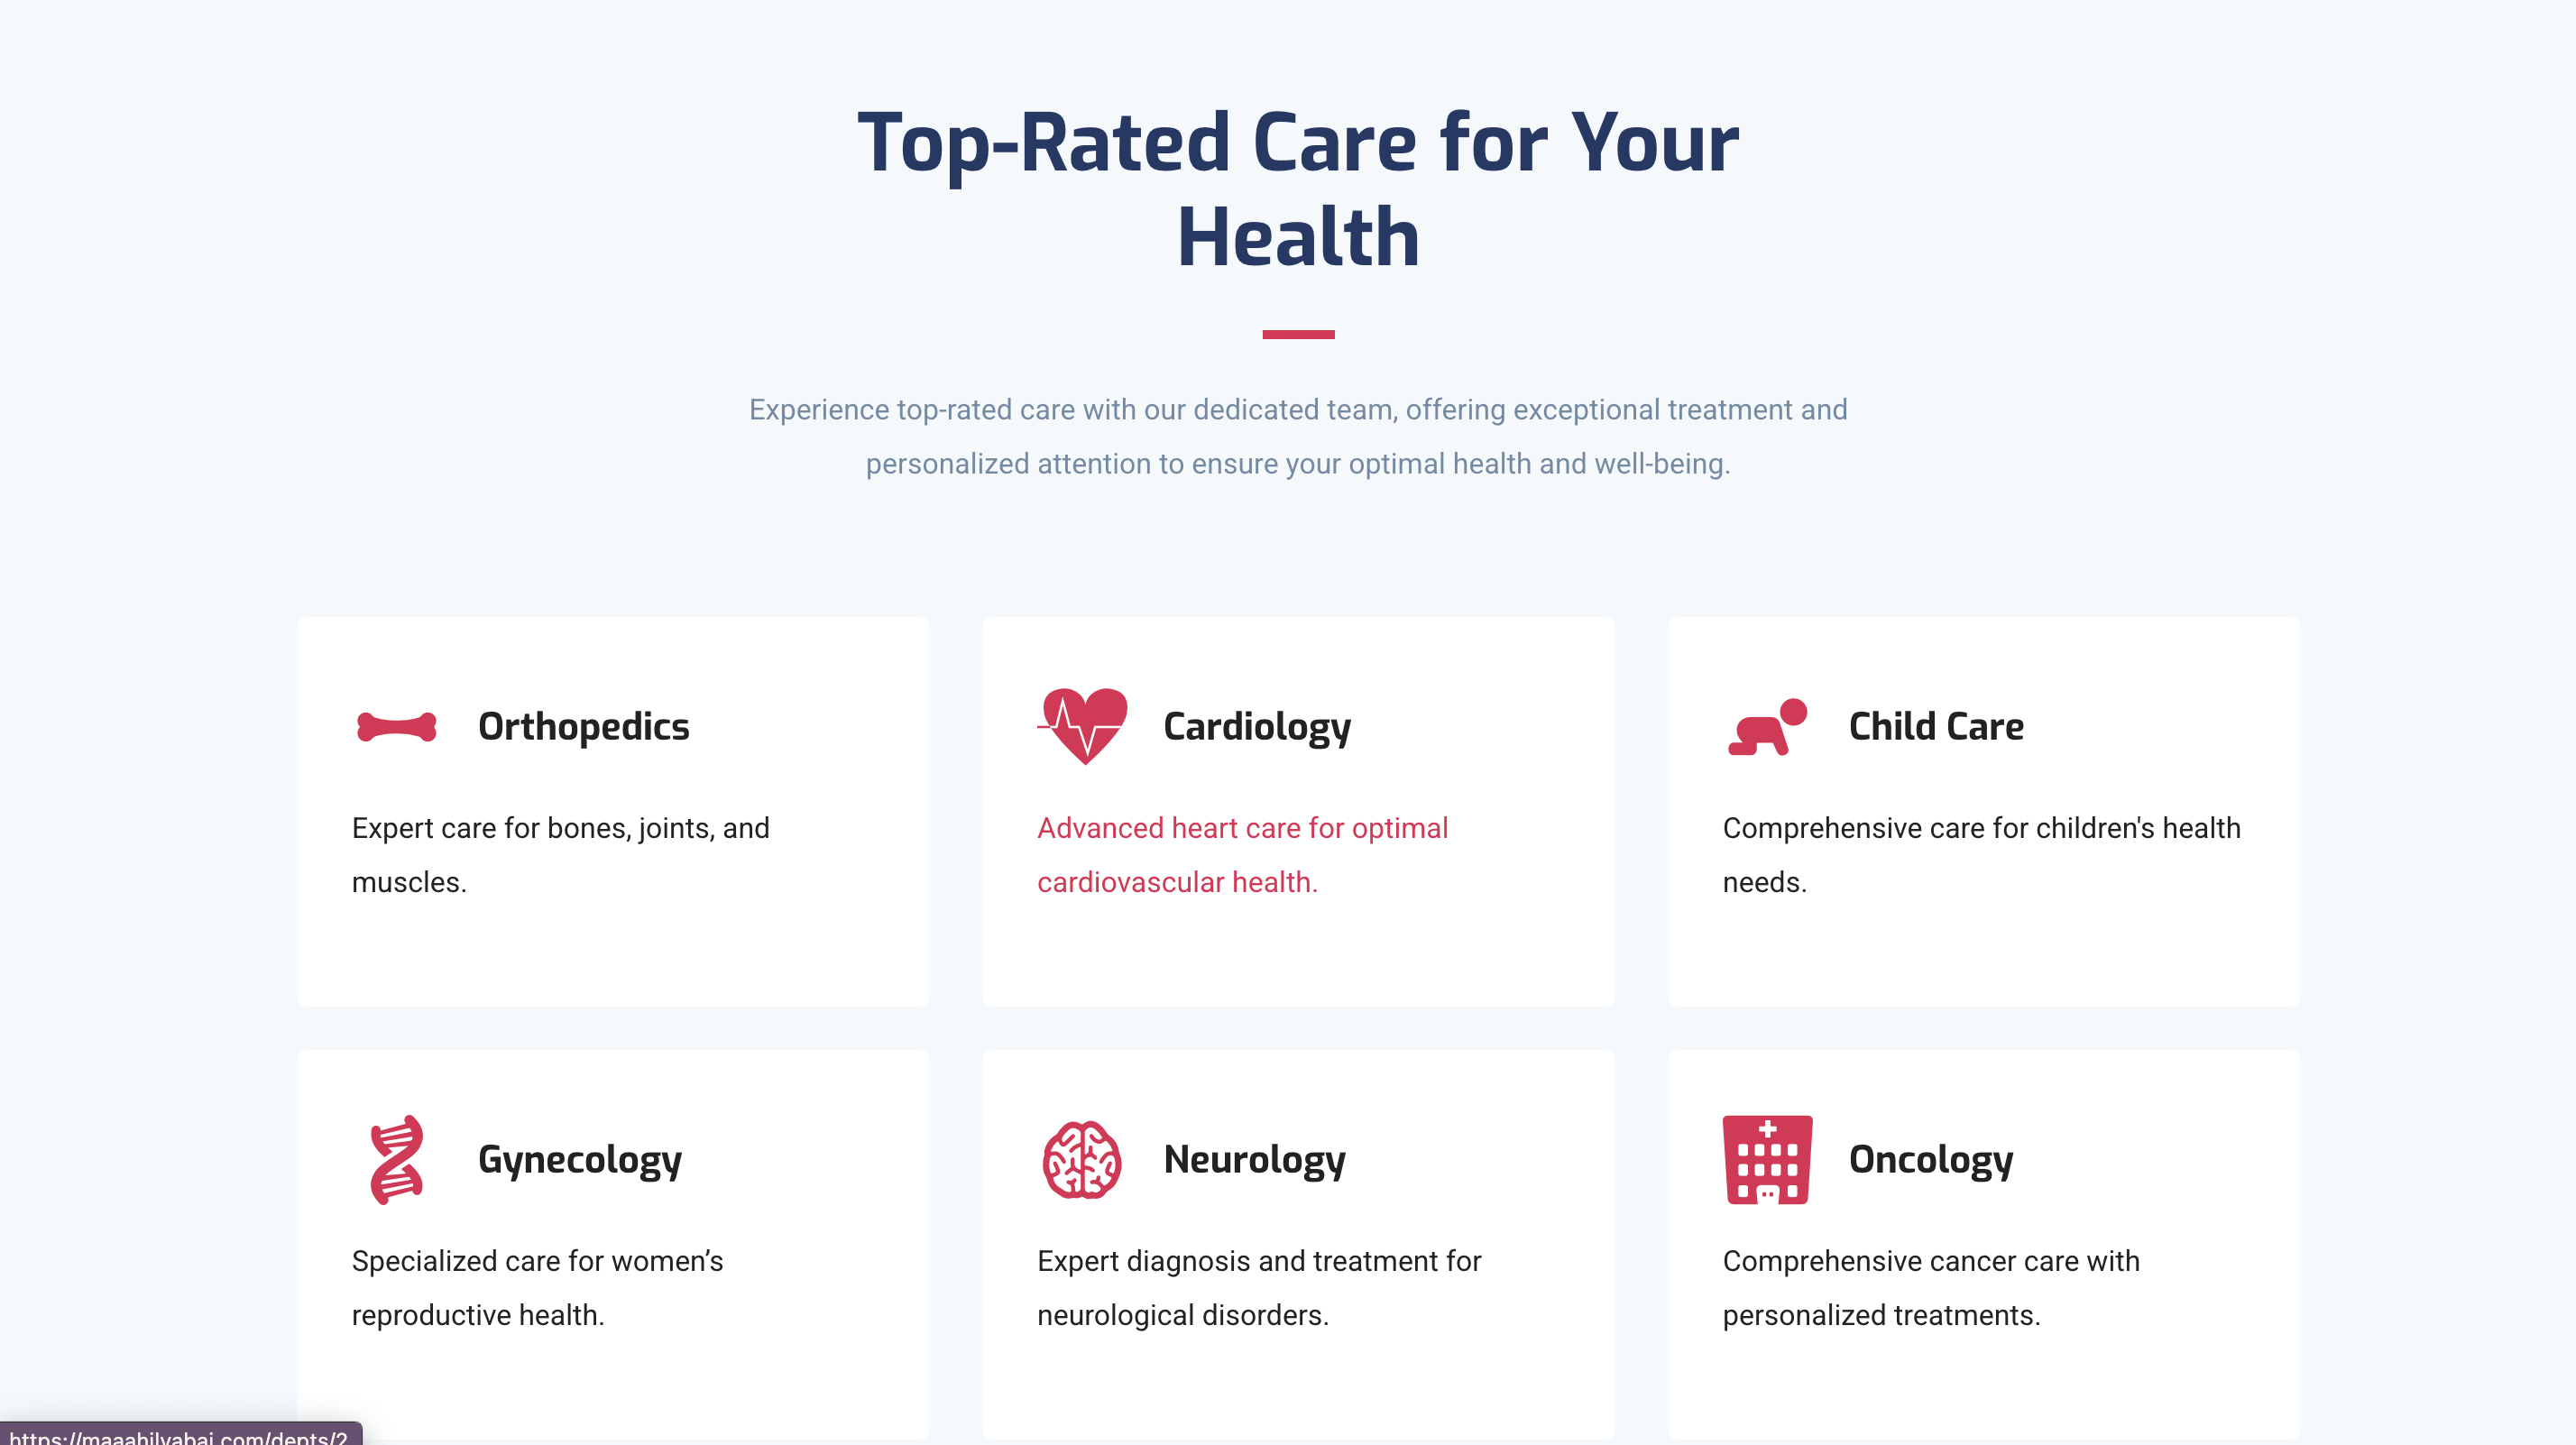 Top-Rated Care for Your
Health
Experience top-rated care with our dedicated team, offering exceptional treatment and
personalized attention to ensure your optimal health and well-being.
Orthopedics
Expert care for bones, joints, and
muscles.
Cardiology
Advanced heart care for optimal
cardiovascular health.
Child Care
Comprehensive care for children's health
needs.
Gynecology
Specialized care for women’s
reproductive health.
Neurology
Expert diagnosis and treatment for
neurological disorders.
Oncology
Comprehensive cancer care with
personalized treatments.
https://maaahilyabai.com/depts/2